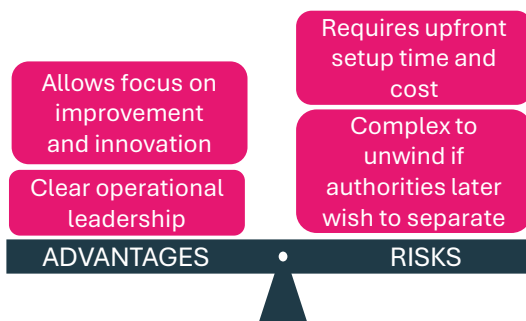 Allows focus on
improvement
and innovation
Clear operational
leadership
Requires upfront
setup time and
cost
Complex to
unwind if
authorities later
wish to separate
ADVANTAGES
RISKS